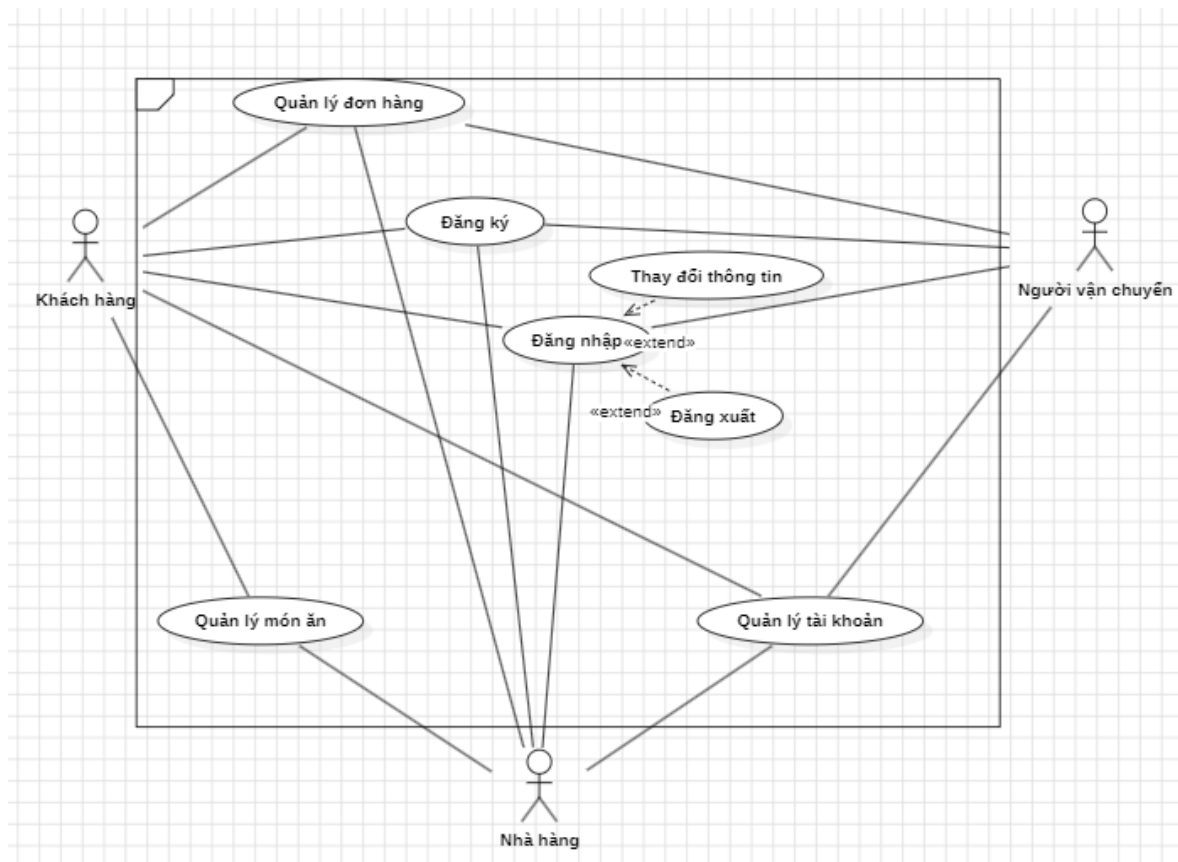 Quản lý đơn hàng
Đăng ký
Thay đổi thông tin
Khách hàng
Người vận chuyển
Đăng nhập
«extend»
«extend»
Đăng xuất
Quản lý món ăn
Quản lý tài khoản
Nhà hàng